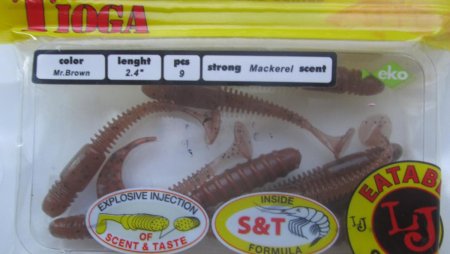 TIOGA
color lenght pcs strong Mackerel scent
Mr.Brown 2.4" 9
eko
EXPLOSIVE INJECTION
OF
SCENT & TASTE
INSIDE
S&T
FORMULA
LJ